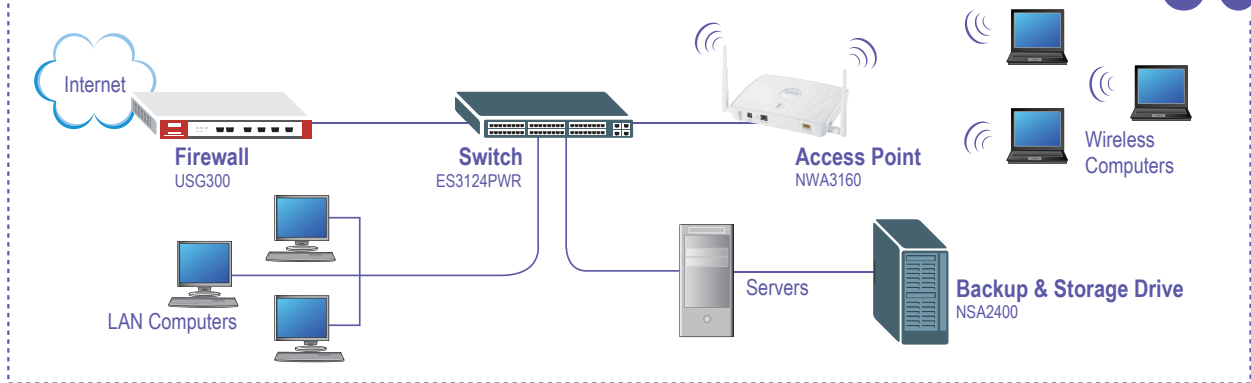 Internet
Firewall
USG300
Switch
ES3124PWR
Access Point
NWA3160
Wireless
Computers
LAN Computers
Servers
Backup & Storage Drive
NSA2400